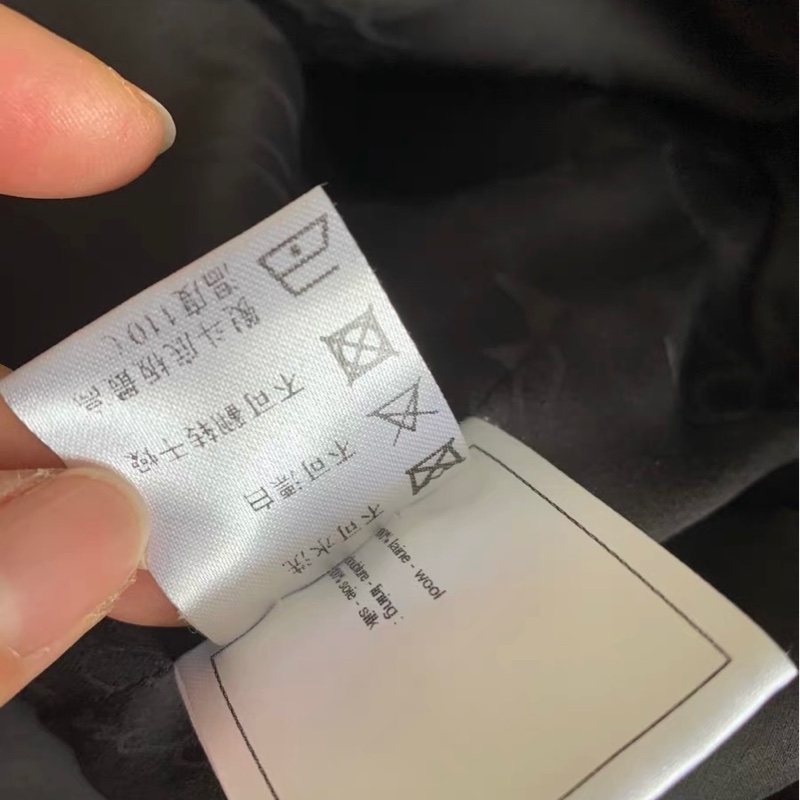 不可水洗
不可漂白
不可翻转干燥
熨斗底板最高
温度110
laine - wool
doublure - lining :
soie - silk